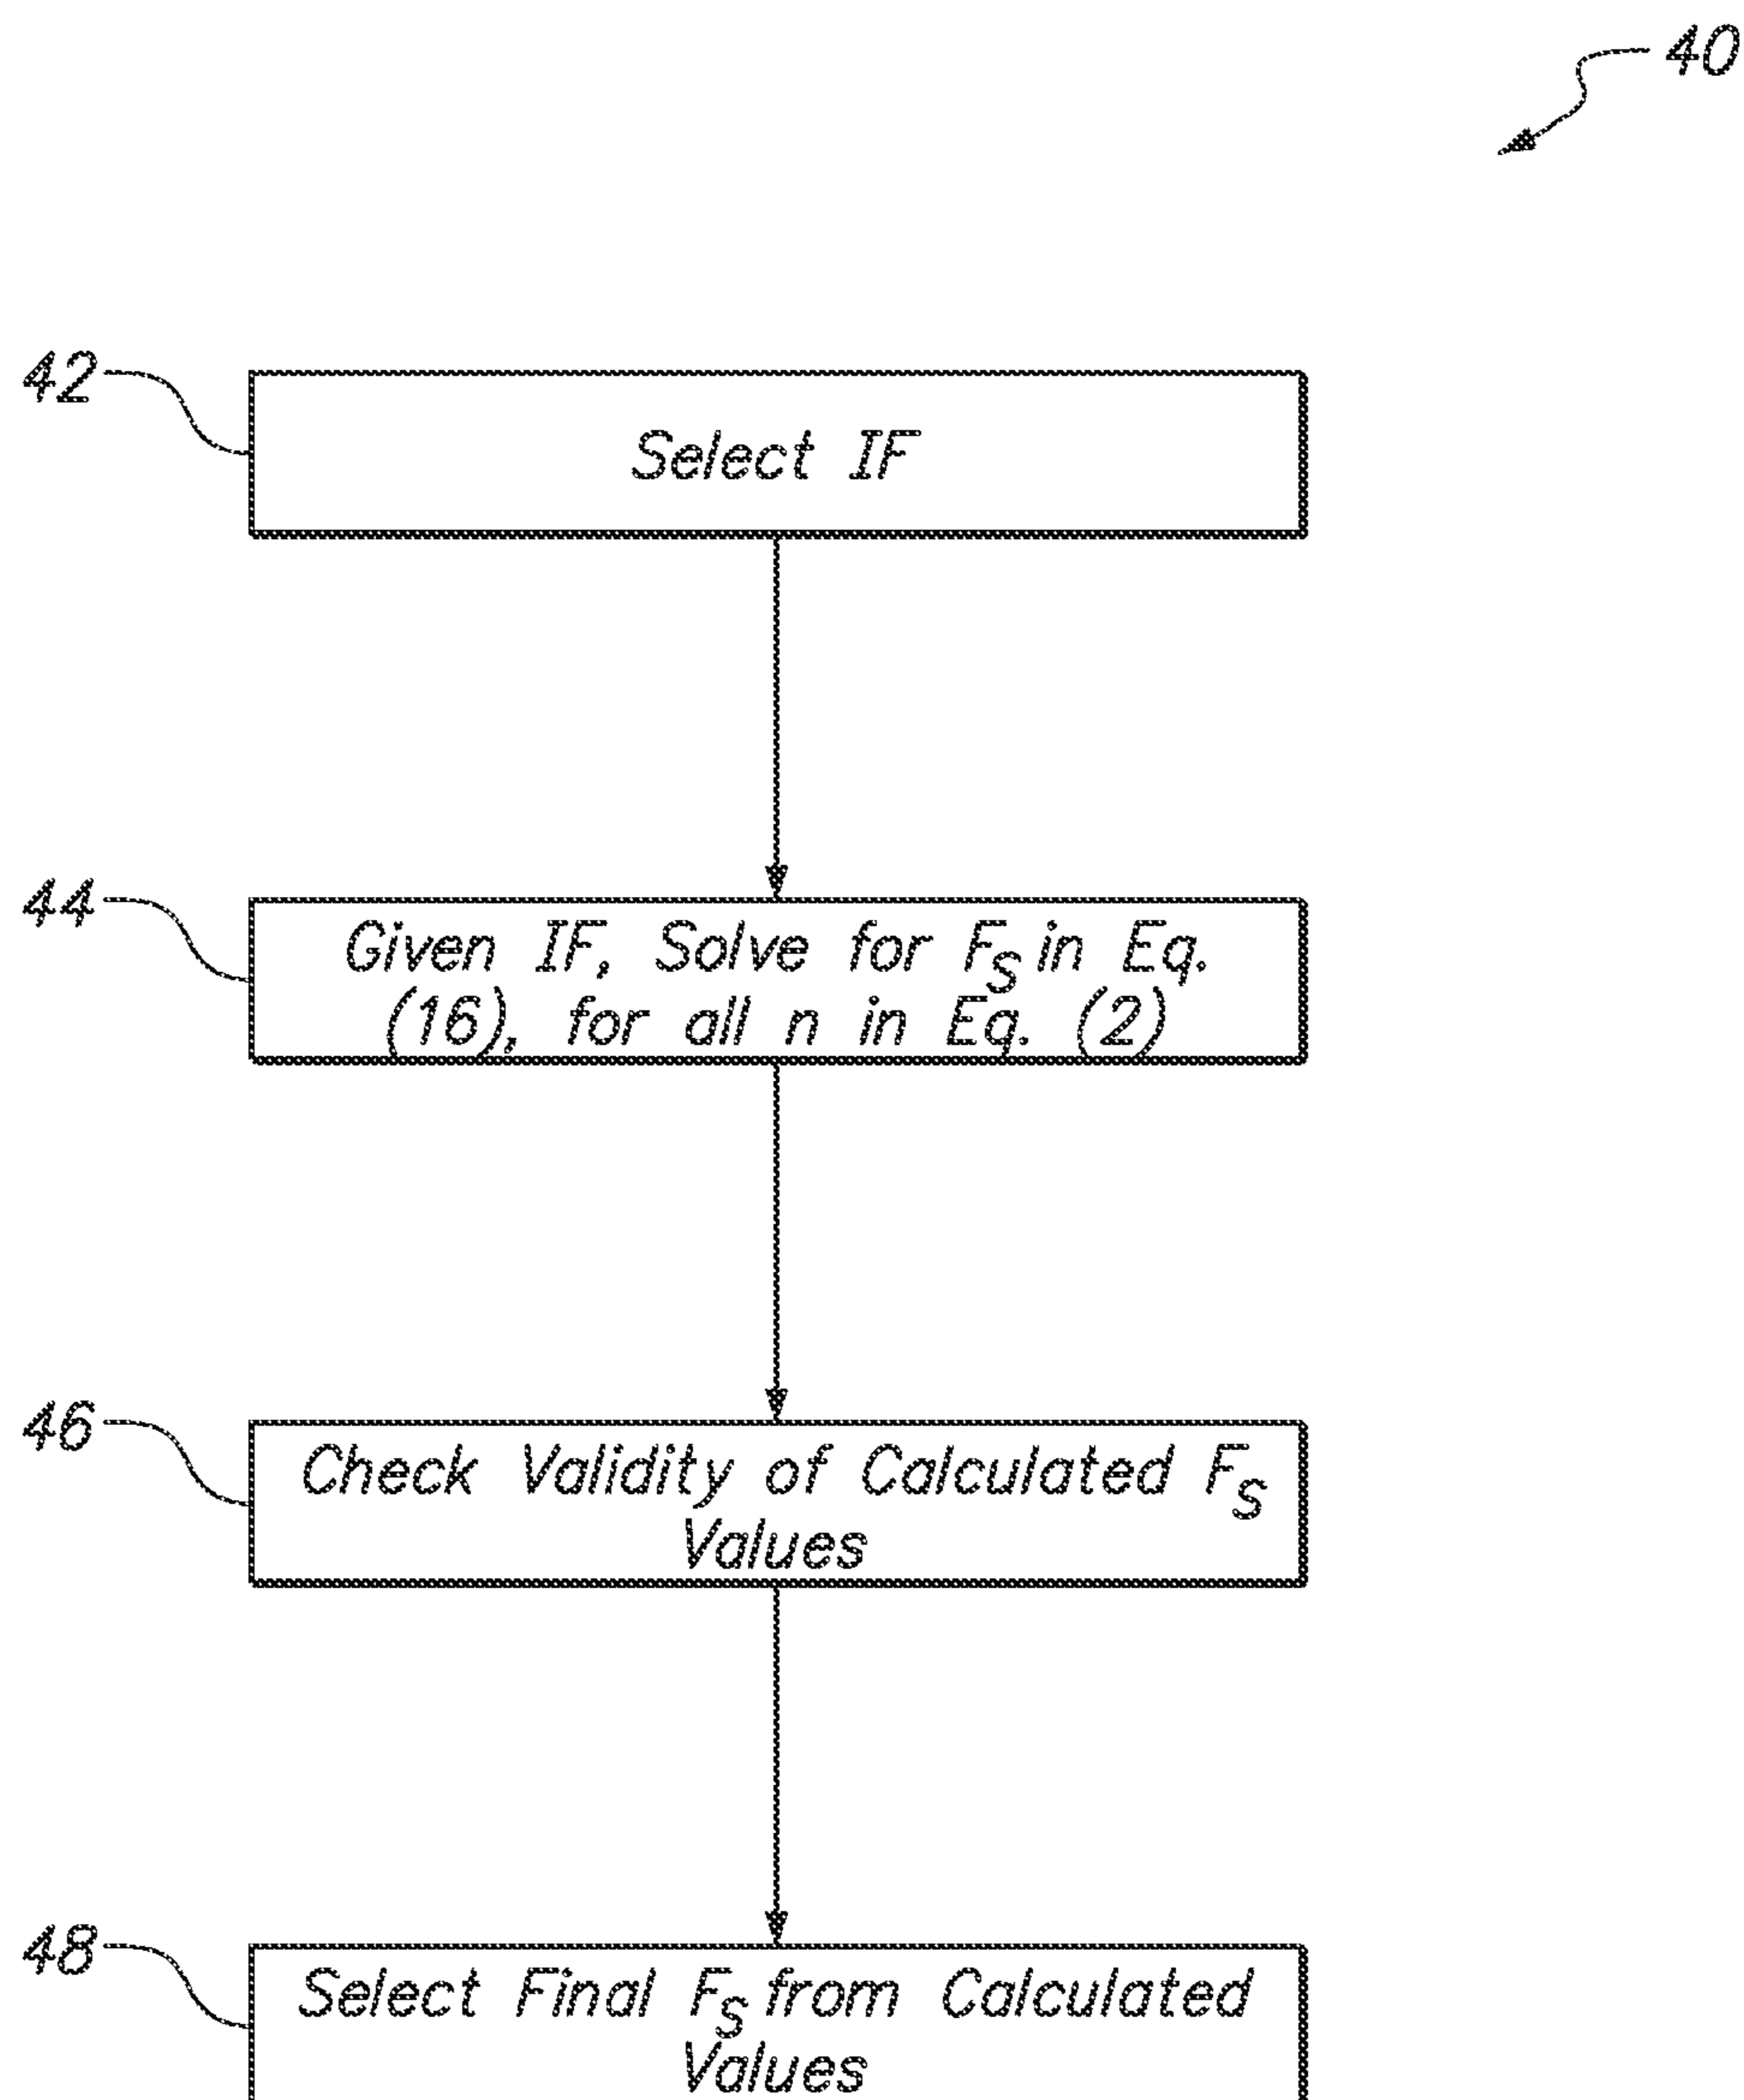 40
42
Select IF
44
Given IF, Solve for FS in Eq.
(16), for all n in Eq. (2)
46
Check Validity of Calculated FS
Values
48
Select Final FS from Calculated
Values